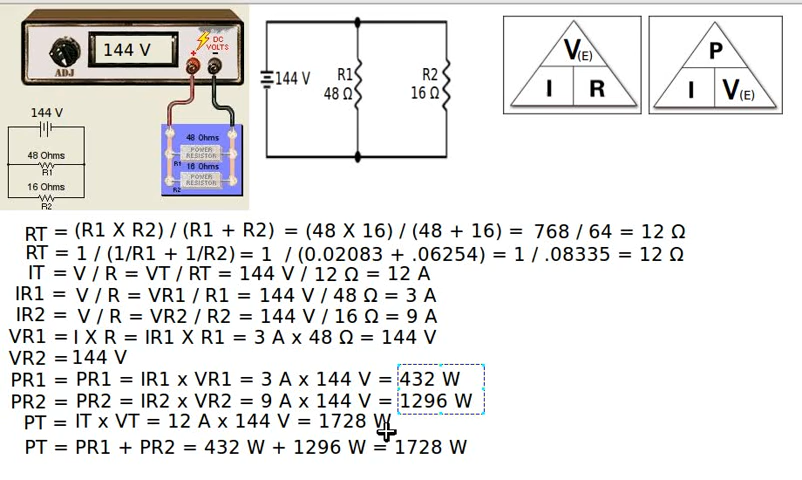 144 V
DC
VOLTS
+ -
ADJ
144 V
48 Ohms
R1
16 Ohms
R2
48 Ohms
POWER
RESISTOR
R1 16 Ohms
POWER
RESISTOR
R2
144 V
R1
48 Ω
R2
16 Ω
V(E)
I R
P
I V(E)
RT = (R1 X R2) / (R1 + R2) = (48 X 16) / (48 + 16) = 768 / 64 = 12 Ω
RT = 1 / (1/R1 + 1/R2) = 1 / (0.02083 + .06254) = 1 / .08335 = 12 Ω
IT = V / R = VT / RT = 144 V / 12 Ω = 12 A
IR1 = V / R = VR1 / R1 = 144 V / 48 Ω = 3 A
IR2 = V / R = VR2 / R2 = 144 V / 16 Ω = 9 A
VR1 = I X R = IR1 X R1 = 3 A x 48 Ω = 144 V
VR2 = 144 V
PR1 = PR1 = IR1 x VR1 = 3 A x 144 V = 432 W
PR2 = PR2 = IR2 x VR2 = 9 A x 144 V = 1296 W
PT = IT x VT = 12 A x 144 V = 1728 W
PT = PR1 + PR2 = 432 W + 1296 W = 1728 W